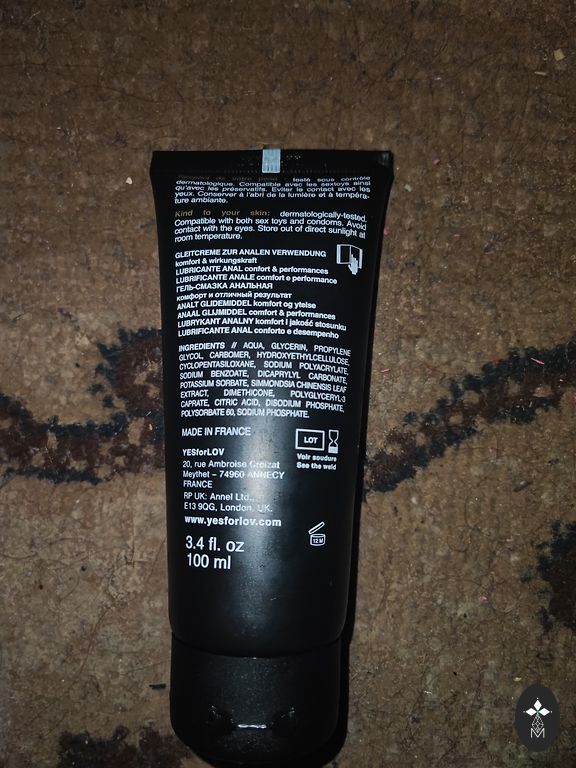 testé sous contrôle
dermatologique. Compatible avec les sextoys ainsi
qu'avec les préservatifs. Eviter le contact avec les
yeux. Conserver à l'abri de la lumière et à tempéra-
ture ambiante.
Kind to your skin: dermatologically-tested.
Compatible with both sex toys and condoms. Avoid
contact with the eyes. Store out of direct sunlight at
room temperature.
GLEITCREME ZUR ANALEN VERWENDUNG
komfort & wirkungskraft
LUBRICANTE ANAL confort & performances
LUBRIFICANTE ANALE comfort e performance
ГЕЛЬ-СМАЗКА АНАЛЬНАЯ
комфорт и отличный результат
ANALT GLIDEMIDDEL komfort og ytelse
ANAAL GLIJMIDDEL comfort & performances
LUBRYKANT ANALNY komfort i jakość stosunku
LUBRIFICANTE ANAL conforto e desempenho
INGREDIENTS // AQUA, GLYCERIN, PROPYLENE
GLYCOL, CARBOMER, HYDROXYETHYLCELLULOSE,
CYCLOPENTASILOXANE, SODIUM POLYACRYLATE,
SODIUM BENZOATE, DICAPRYLYL CARBONATE,
POTASSIUM SORBATE, SIMMONDSIA CHINENSIS LEAF
EXTRACT, DIMETHICONE, POLYGLYCERYL-3
CAPRATE, CITRIC ACID, DISODIUM PHOSPHATE,
POLYSORBATE 60, SODIUM PHOSPHATE.
MADE IN FRANCE
LOT
Voir soudure
See the weld
YESforLOV
20, rue Ambroise Croizat
Meythet – 74960 ANNECY
FRANCE
RP UK: Annel Ltd.,
E13 9QG, London, UK.
www.yesforlov.com
12 M
3.4 fl. oz
100 ml
M